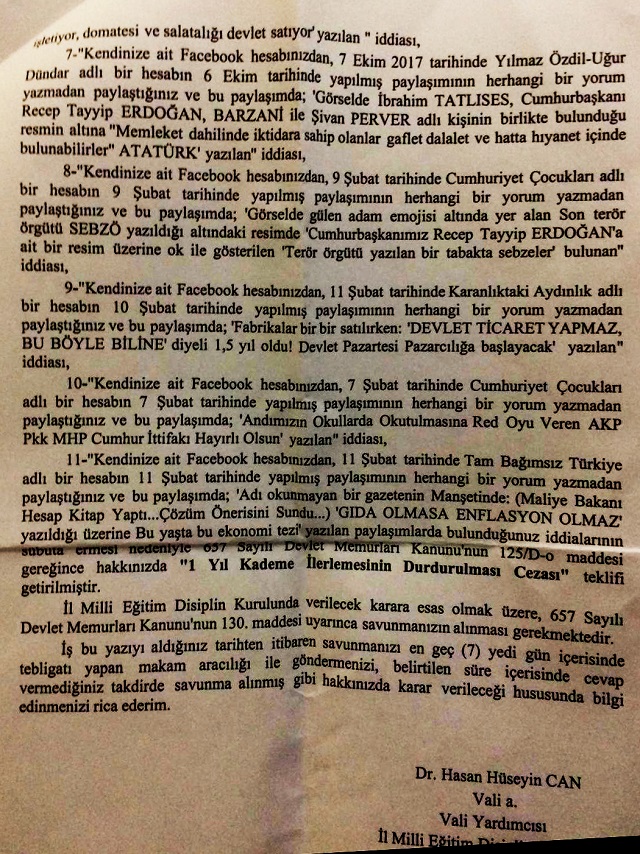 işletiyor, domatesi ve salatalığı devlet satıyor' yazılan " iddiası,
7-"Kendinize ait Facebook hesabınızdan, 7 Ekim 2017 tarihinde Yılmaz Özdil-Uğur
Dündar adlı bir hesabın 6 Ekim tarihinde yapılmış paylaşımının herhangi bir yorum
yazmadan paylaştığınız ve bu paylaşımda; 'Görselde İbrahim TATLISES, Cumhurbaşkanı
Recep Tayyip ERDOĞAN, BARZANİ ile Şivan PERVER adlı kişinin birlikte bulunduğu
resmin altına "Memleket dahilinde iktidara sahip olanlar gaflet dalalet ve hatta hıyanet içinde
bulunabilirler" ATATÜRK' yazılan" iddiası,
8-"Kendinize ait Facebook hesabınızdan, 9 Şubat tarihinde Cumhuriyet Çocukları adlı
bir hesabın 9 Şubat tarihinde yapılmış paylaşımının herhangi bir yorum yazmadan
paylaştığınız ve bu paylaşımda; 'Görselde gülen adam emojisi altında yer alan Son terör
örgütü SEBZÖ yazıldığı altındaki resimde 'Cumhurbaşkanımız Recep Tayyip ERDOĞAN'a
ait bir resim üzerine ok ile gösterilen 'Terör örgütü yazılan bir tabakta sebzeler' bulunan"
iddiası,
9-"Kendinize ait Facebook hesabınızdan, 11 Şubat tarihinde Karanlıktaki Aydınlık adlı
bir hesabın 10 Şubat tarihinde yapılmış paylaşımının herhangi bir yorum yazmadan
paylaştığınız ve bu paylaşımda; 'Fabrikalar bir bir satılırken: 'DEVLET TİCARET YAPMAZ,
BU BÖYLE BİLİNE' diyeli 1,5 yıl oldu! Devlet Pazartesi Pazarcılığa başlayacak' yazılan"
iddiası,
10-"Kendinize ait Facebook hesabınızdan, 7 Şubat tarihinde Cumhuriyet Çocukları
adlı bir hesabın 7 Şubat tarihinde yapılmış paylaşımının herhangi bir yorum yazmadan
paylaştığınız ve bu paylaşımda; 'Andımızın Okullarda Okutulmasına Red Oyu Veren AKP
Pkk MHP Cumhur İttifakı Hayırlı Olsun' yazılan" iddiası,
11-"Kendinize ait Facebook hesabınızdan, 11 Şubat tarihinde Tam Bağımsız Türkiye
adlı bir hesabın 11 Şubat tarihinde yapılmış paylaşımının herhangi bir yorum yazmadan
paylaştığınız ve bu paylaşımda; 'Adı okunmayan bir gazetenin Manşetinde: (Maliye Bakanı
Hesap Kitap Yaptı...Çözüm Önerisini Sundu...) 'GIDA OLMASA ENFLASYON OLMAZ'
yazıldığı üzerine Bu yaşta bu ekonomi tezi' yazılan paylaşımlarda bulunduğunuz iddialarının
sübuta ermesi nedeniyle 657 Sayılı Devlet Memurları Kanunu'nun 125/D-o maddesi
gereğince hakkınızda "1 Yıl Kademe İlerlemesinin Durdurulması Cezası" teklifi
getirilmiştir.
İl Milli Eğitim Disiplin Kurulunda verilecek karara esas olmak üzere, 657 Sayılı
Devlet Memurları Kanunu'nun 130. maddesi uyarınca savunmanızın alınması gerekmektedir.
İş bu yazıyı aldığınız tarihten itibaren savunmanızı en geç (7) yedi gün içerisinde
tebligatı yapan makam aracılığı ile göndermenizi, belirtilen süre içerisinde cevap
vermediğiniz takdirde savunma alınmış gibi hakkınızda karar verileceği hususunda bilgi
edinmenizi rica ederim.
Dr. Hasan Hüseyin CAN
Vali a.
Vali Yardımcısı
İl Milli Eğitim